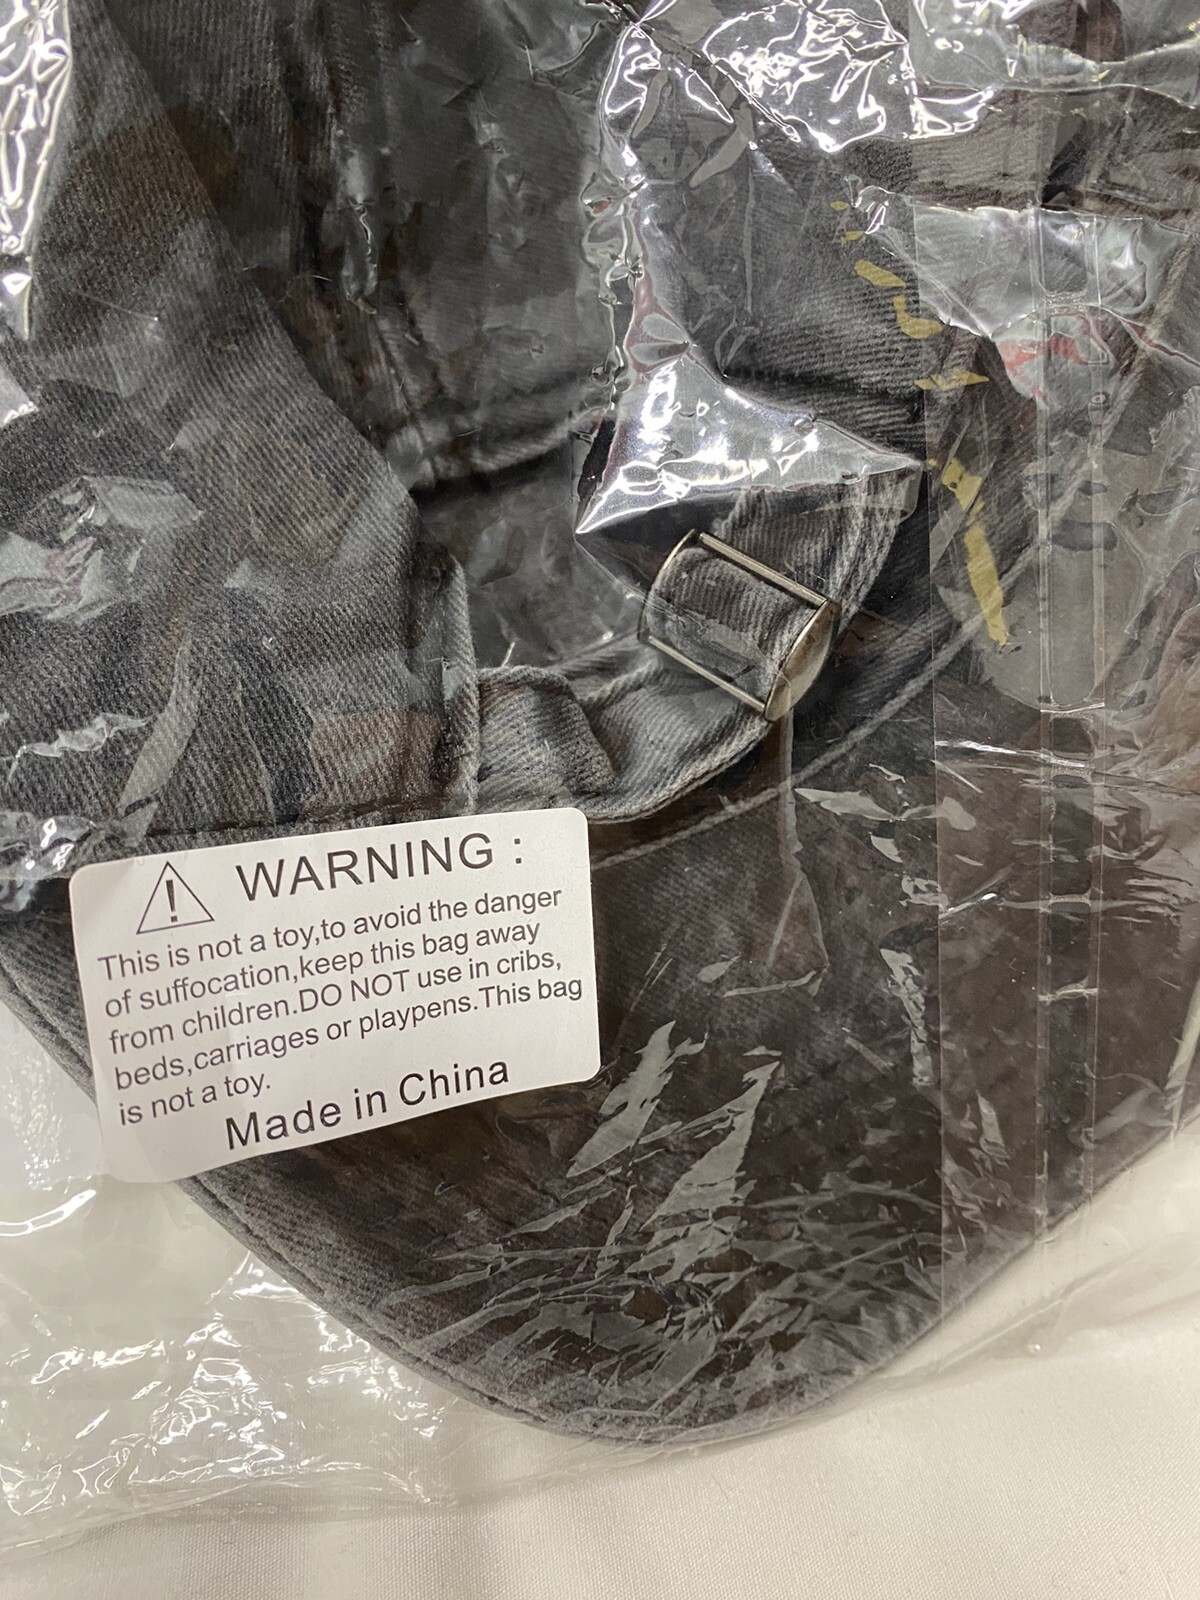 WARNING :
This is not a toy,to avoid the danger
of suffocation,keep this bag away
from children.DO NOT use in cribs,
beds,carriages or playpens.This bag
is not a toy.
Made in China